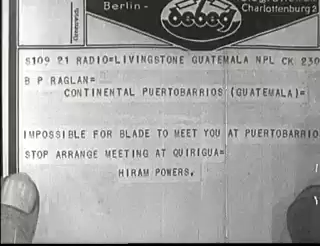 Berlin-
Charlottenburg 2
debeg
S109 21 RADIO=LIVINGSTONE GUATEMALA NPL CK 230
B P RAGLAN=
CONTINENTAL PUERTOBARRIOS (GUATEMALA)=
IMPOSSIBLE FOR BLADE TO MEET YOU AT PUERTOBARRIO
STOP ARRANGE MEETING AT QUIRIGUA=
HIRAM POWERS.